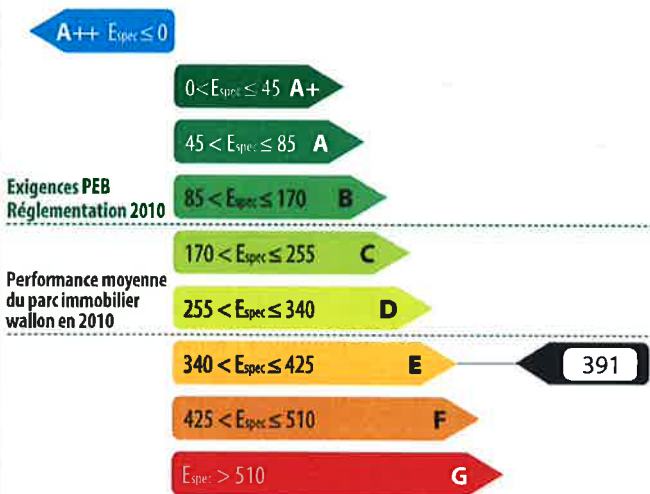 A++ Espec ≤ 0
0 < Espec ≤ 45 A+
45 < Espec ≤ 85 A
Exigences PEB
Réglementation 2010
85 < Espec ≤ 170 B
170 < Espec ≤ 255 C
Performance moyenne
du parc immobilier
wallon en 2010
255 < Espec ≤ 340 D
340 < Espec ≤ 425 E
391
425 < Espec ≤ 510 F
Espec > 510 G